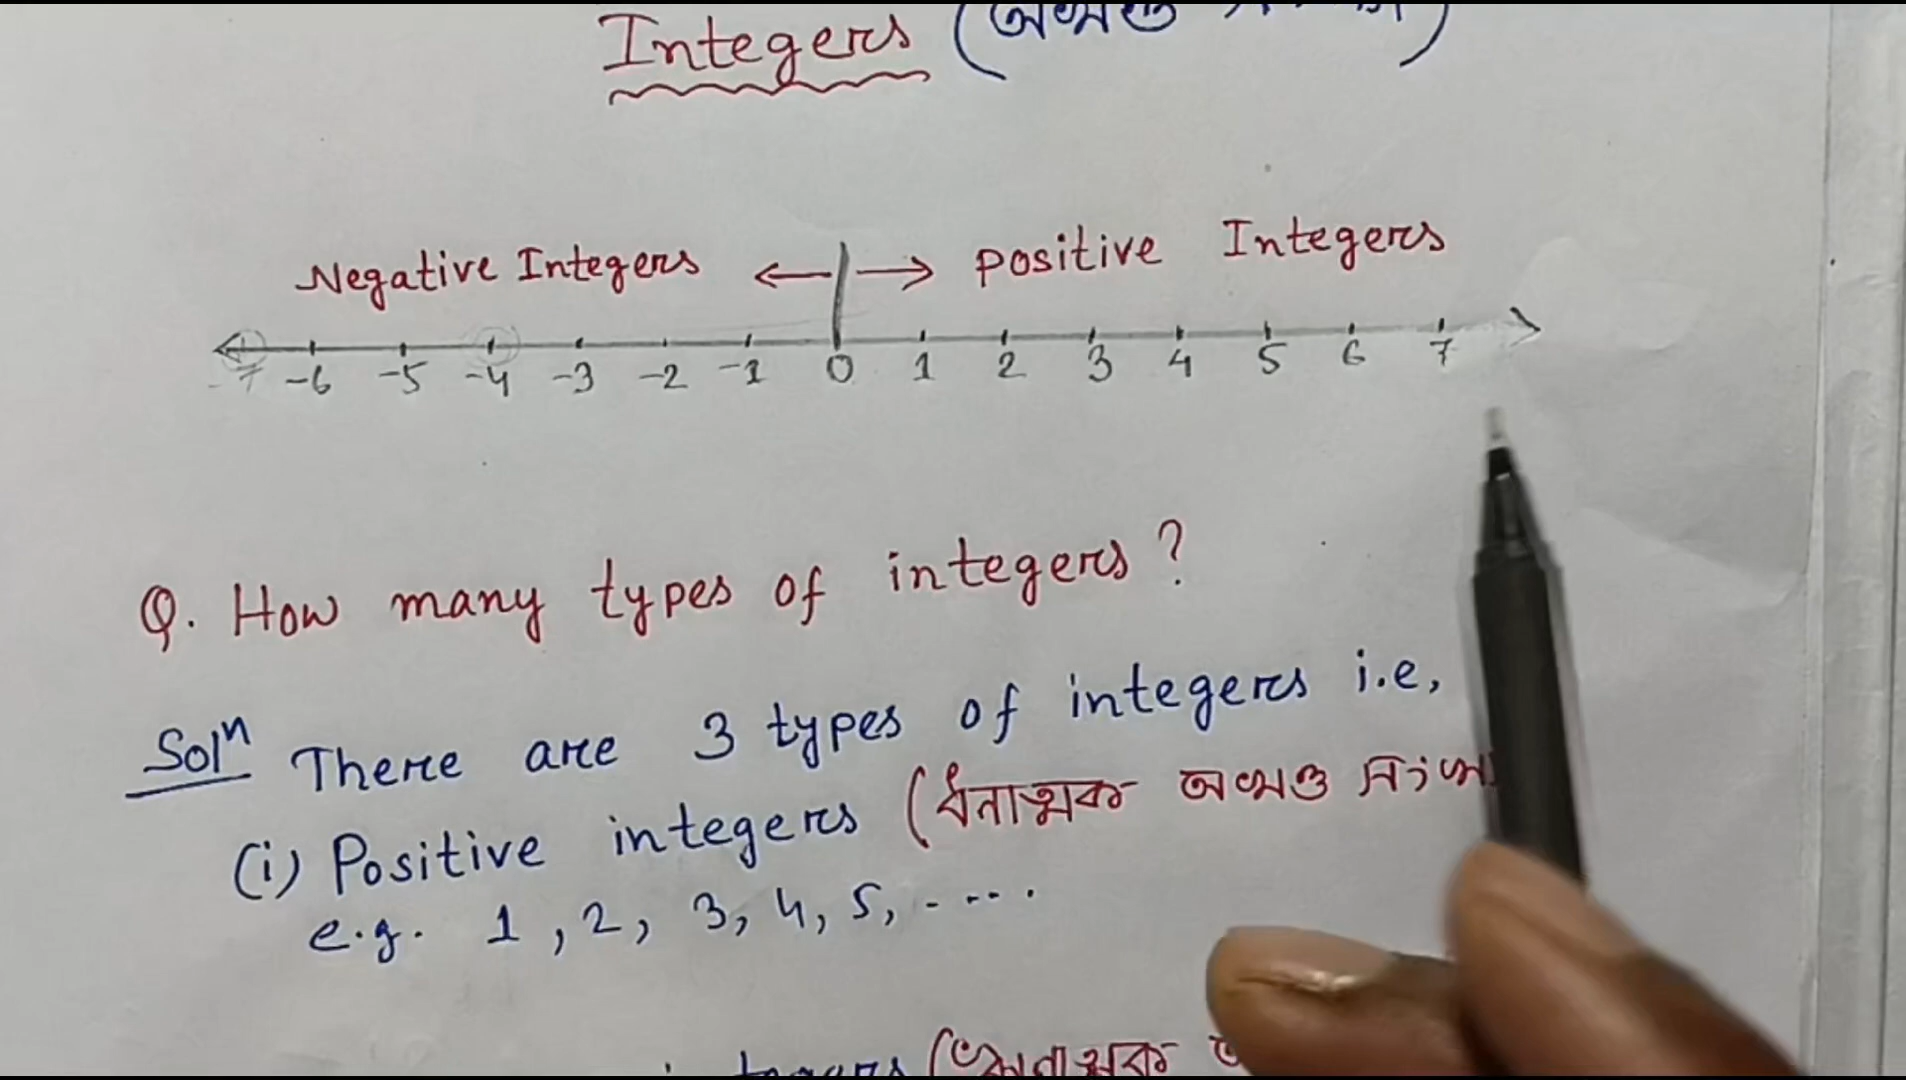 Integers (অখণ্ড
Negative Integers ← → positive Integers
-7 -6 -5 -4 -3 -2 -1 0 1 2 3 4 5 6 7
Q. How many types of integers?
Solⁿ There are 3 types of integers i.e,
(i) Positive integers (ধনাত্মক অখণ্ড সংখ্যা
e.g. 1, 2, 3, 4, 5, - ....